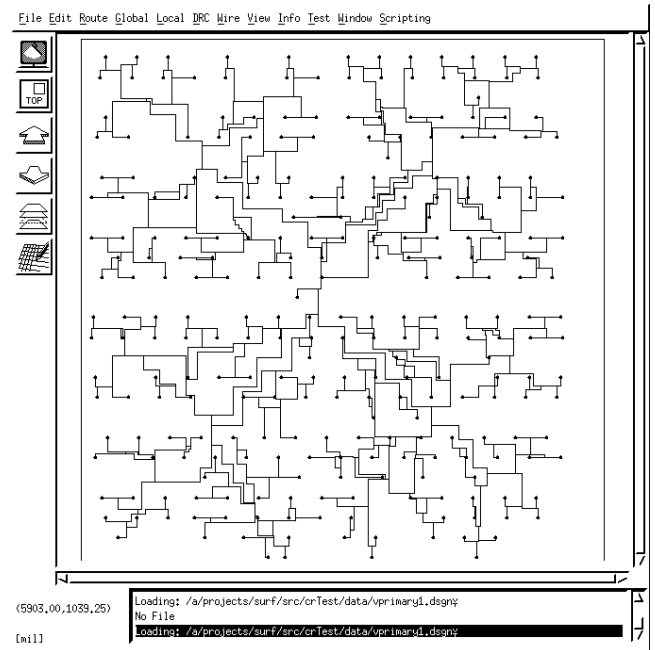 File Edit Route Global Local DRC Wire View Info Test Window Scripting
TOP
(5903.00,1039.25)
[mil]
Loading: /a/projects/surf/src/crTest/data/vprimary1.dsgn;
No File
Loading: /a/projects/surf/src/crTest/data/vprimary1.dsgn;